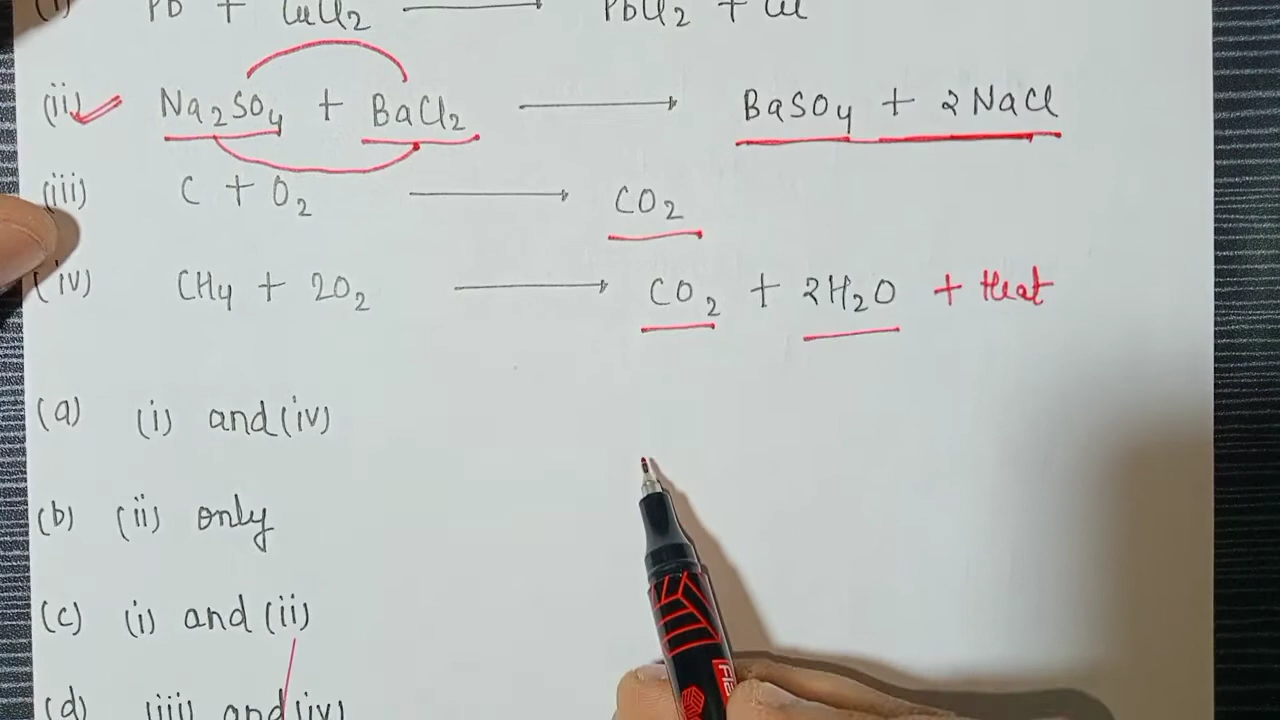 (i) Pb + CuCl2 ⟶ PbCl2 + Cu
(ii) ✓ Na2SO4 + BaCl2 ⟶ BaSO4 + 2NaCl
(iii) C + O2 ⟶ CO2
(iv) CH4 + 2O2 ⟶ CO2 + 2H2O + Heat
(a) (i) and (iv)
(b) (ii) only
(c) (i) and (ii)
(d) (iii) and (iv)